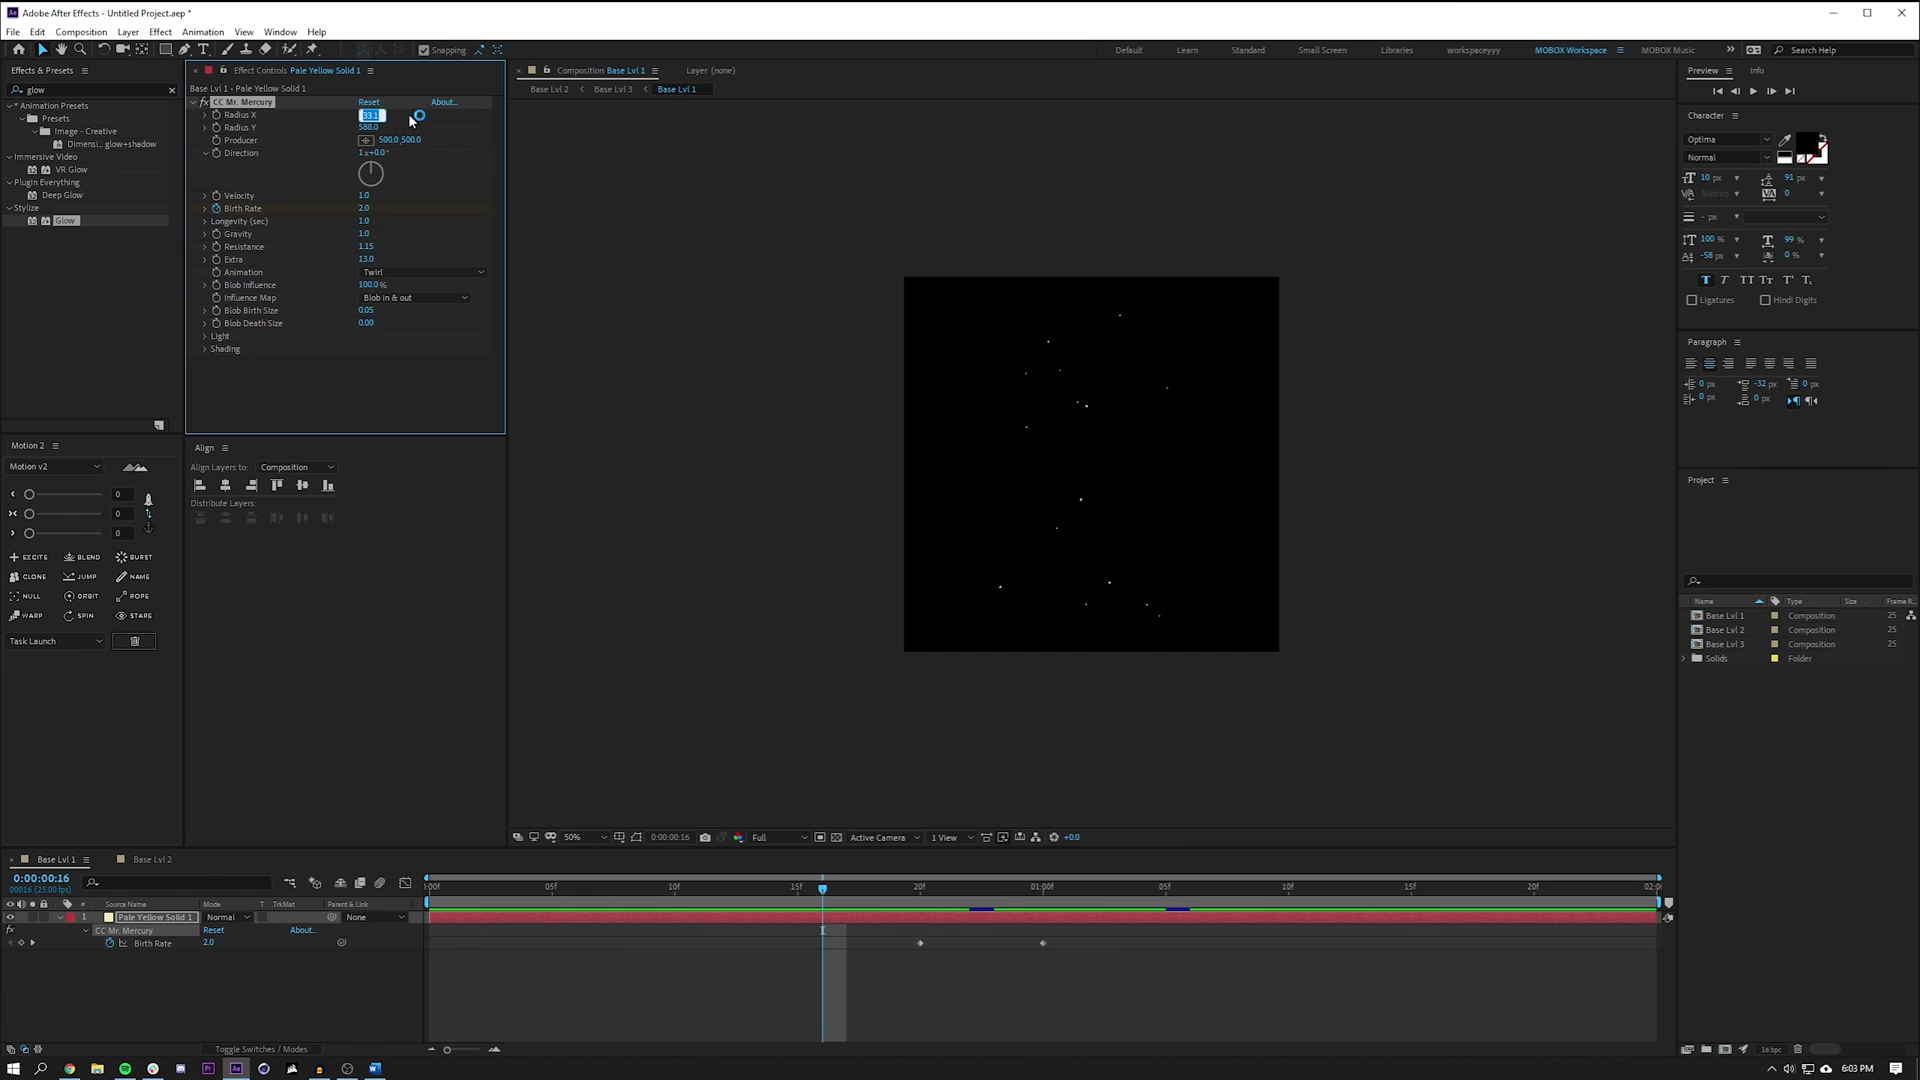 Adobe After Effects - Untitled Project.aep *
File Edit Composition Layer Effect Animation View Window Help
Snapping
Default Learn Standard Small Screen Libraries workspaceyyy MOBOX Workspace MOBOX Music Search Help
Effects & Presets
glow
* Animation Presets
Presets
Image - Creative
Dimensi... glow+shadow
Immersive Video
VR Glow
Plugin Everything
Deep Glow
Stylize
Glow
Effect Controls Pale Yellow Solid 1
Base Lvl 1 • Pale Yellow Solid 1
fx CC Mr. Mercury Reset About...
Radius X 33.1
Radius Y 588.0
Producer 500.0,500.0
Direction 1x+0.0°
Velocity 1.0
Birth Rate 2.0
Longevity (sec) 1.0
Gravity 1.0
Resistance 1.15
Extra 13.0
Animation Twirl
Blob Influence 100.0 %
Influence Map Blob in & out
Blob Birth Size 0.05
Blob Death Size 0.00
Light
Shading
Composition Base Lvl 1 Layer (none)
Base Lvl 2 Base Lvl 3 Base Lvl 1
50% 0:00:00:16 Full Active Camera 1 View +0.0
Preview Info
Character
Optima
Normal
10 px 91 px
Metrics 0
- px
100 % 99 %
-58 px 0 %
T T TT Tт T¹ T₁
Ligatures Hindi Digits
Paragraph
0 px -32 px 0 px
0 px 0 px
Project
Name Type Size Frame R...
Base Lvl 1 Composition 25
Base Lvl 2 Composition 25
Base Lvl 3 Composition 25
Solids Folder
16 bpc
Motion 2
Motion v2
0
0
0
EXCITE BLEND BURST
CLONE JUMP NAME
NULL ORBIT ROPE
WARP SPIN STARE
Task Launch
Align
Align Layers to: Composition
Distribute Layers:
Base Lvl 1 Base Lvl 2
0:00:00:16
00016 (25.00 fps)
:00f 05f 10f 15f 20f 01:00f 05f 10f 15f 20f 02:0
# Source Name Mode T .TrkMat Parent & Link
1 Pale Yellow Solid 1 Normal None
fx CC Mr. Mercury Reset About...
Birth Rate 2.0
Toggle Switches / Modes
6:03 PM